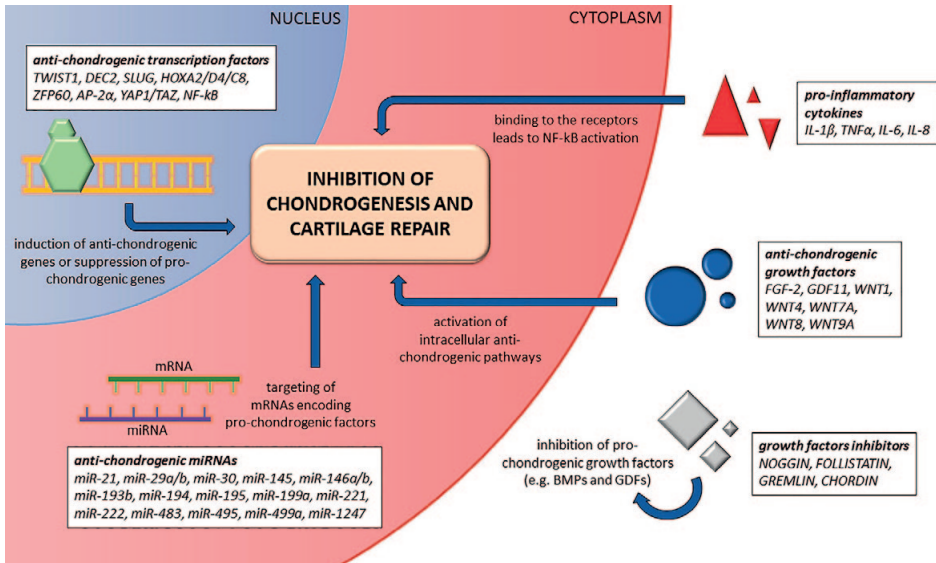 NUCLEUS
CYTOPLASM
anti-chondrogenic transcription factors
TWIST1, DEC2, SLUG, HOXA2/D4/C8,
ZFP60, AP-2α, YAP1/TAZ, NF-kB
induction of anti-chondrogenic
genes or suppression of pro-
chondrogenic genes
INHIBITION OF
CHONDROGENESIS AND
CARTILAGE REPAIR
binding to the receptors
leads to NF-kB activation
pro-inflammatory
cytokines
IL-1β, TNFα, IL-6, IL-8
activation of
intracellular anti-
chondrogenic pathways
anti-chondrogenic
growth factors
FGF-2, GDF11, WNT1,
WNT4, WNT7A,
WNT8, WNT9A
mRNA
miRNA
targeting of
mRNAs encoding
pro-chondrogenic factors
anti-chondrogenic miRNAs
miR-21, miR-29a/b, miR-30, miR-145, miR-146a/b,
miR-193b, miR-194, miR-195, miR-199a, miR-221,
miR-222, miR-483, miR-495, miR-499a, miR-1247
inhibition of pro-
chondrogenic growth factors
(e.g. BMPs and GDFs)
growth factors inhibitors
NOGGIN, FOLLISTATIN,
GREMLIN, CHORDIN